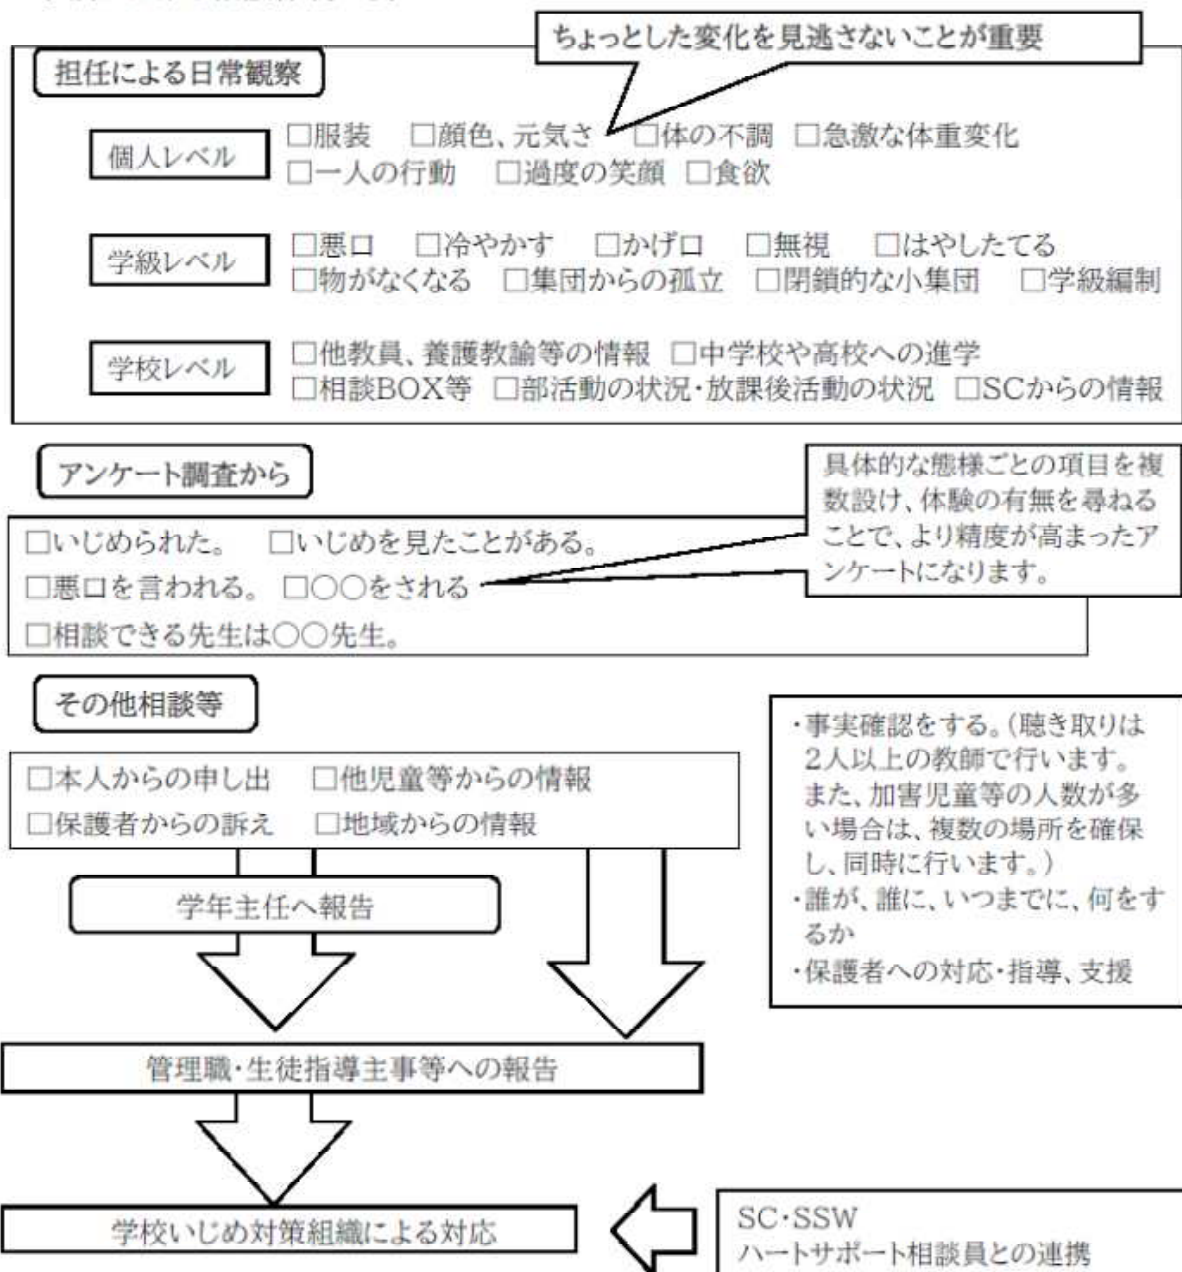 ちょっとした変化を見逃さないことが重要
担任による日常観察
個人レベル
□服装 □顔色、元気さ □体の不調 □急激な体重変化
□一人の行動 □過度の笑顔 □食欲
学級レベル
□悪口 □冷やかす □かげ口 □無視 □はやしたてる
□物がなくなる □集団からの孤立 □閉鎖的な小集団 □学級編制
学校レベル
□他教員、養護教諭等の情報 □中学校や高校への進学
□相談BOX等 □部活動の状況・放課後活動の状況 □SCからの情報
アンケート調査から
具体的な態様ごとの項目を複
数設け、体験の有無を尋ねる
ことで、より精度が高まったア
ンケートになります。
□いじめられた。 □いじめを見たことがある。
□悪口を言われる。 □○○をされる
□相談できる先生は○○先生。
その他相談等
□本人からの申し出 □他児童等からの情報
□保護者からの訴え □地域からの情報
・事実確認をする。(聴き取りは
2人以上の教師で行います。
また、加害児童等の人数が多
い場合は、複数の場所を確保
し、同時に行います。)
・誰が、誰に、いつまでに、何をす
るか
・保護者への対応・指導、支援
学年主任へ報告
管理職・生徒指導主事等への報告
学校いじめ対策組織による対応
SC・SSW
ハートサポート相談員との連携